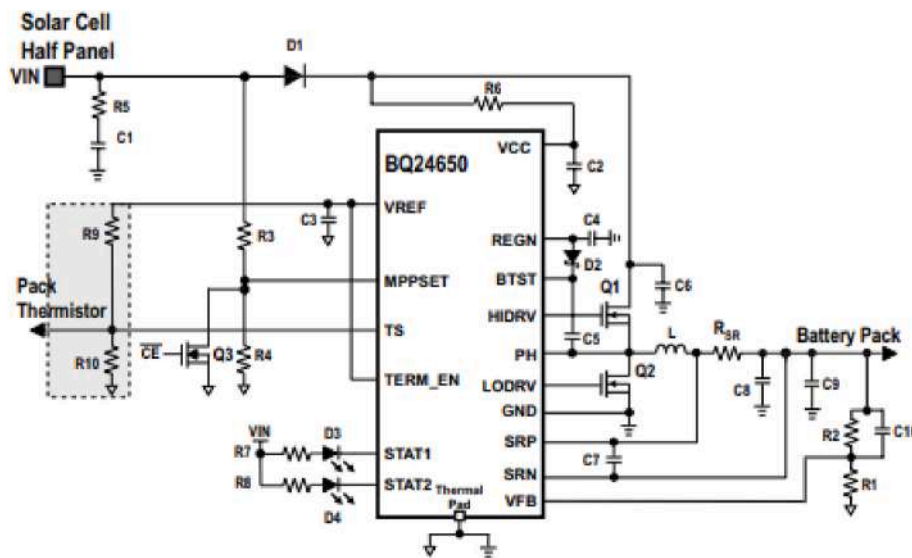 Solar Cell
Half Panel
VIN
D1
R5
C1
R6
VCC
C2
BQ24650
VREF
C3
R9
R3
REGN
C4
D2
BTST
Q1
C6
MPPSET
HIDRV
Pack
Thermistor
TS
C5
PH
L
RSR
Battery Pack
R10
CE
Q3
R4
Q2
TERM_EN
LODRV
C8
C9
GND
VIN
R7
D3
STAT1
SRP
C7
R2
R8
STAT2
SRN
R1
D4
Thermal
Pad
VFB